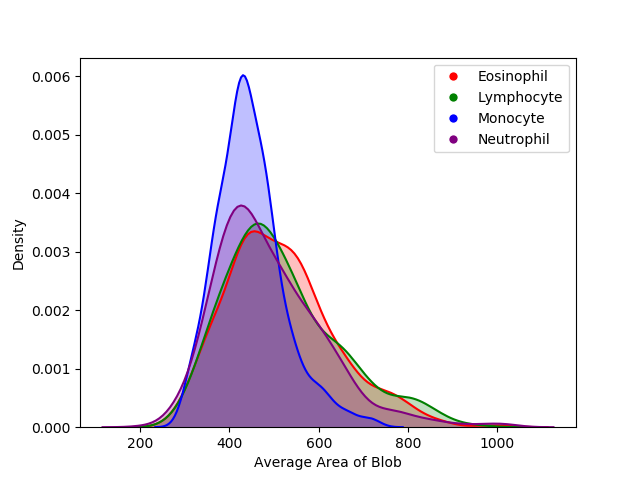 Eosinophil
Lymphocyte
Monocyte
Neutrophil
0.006
0.005
0.004
0.003
0.002
0.001
0.000
Density
200
400
600
800
1000
Average Area of Blob